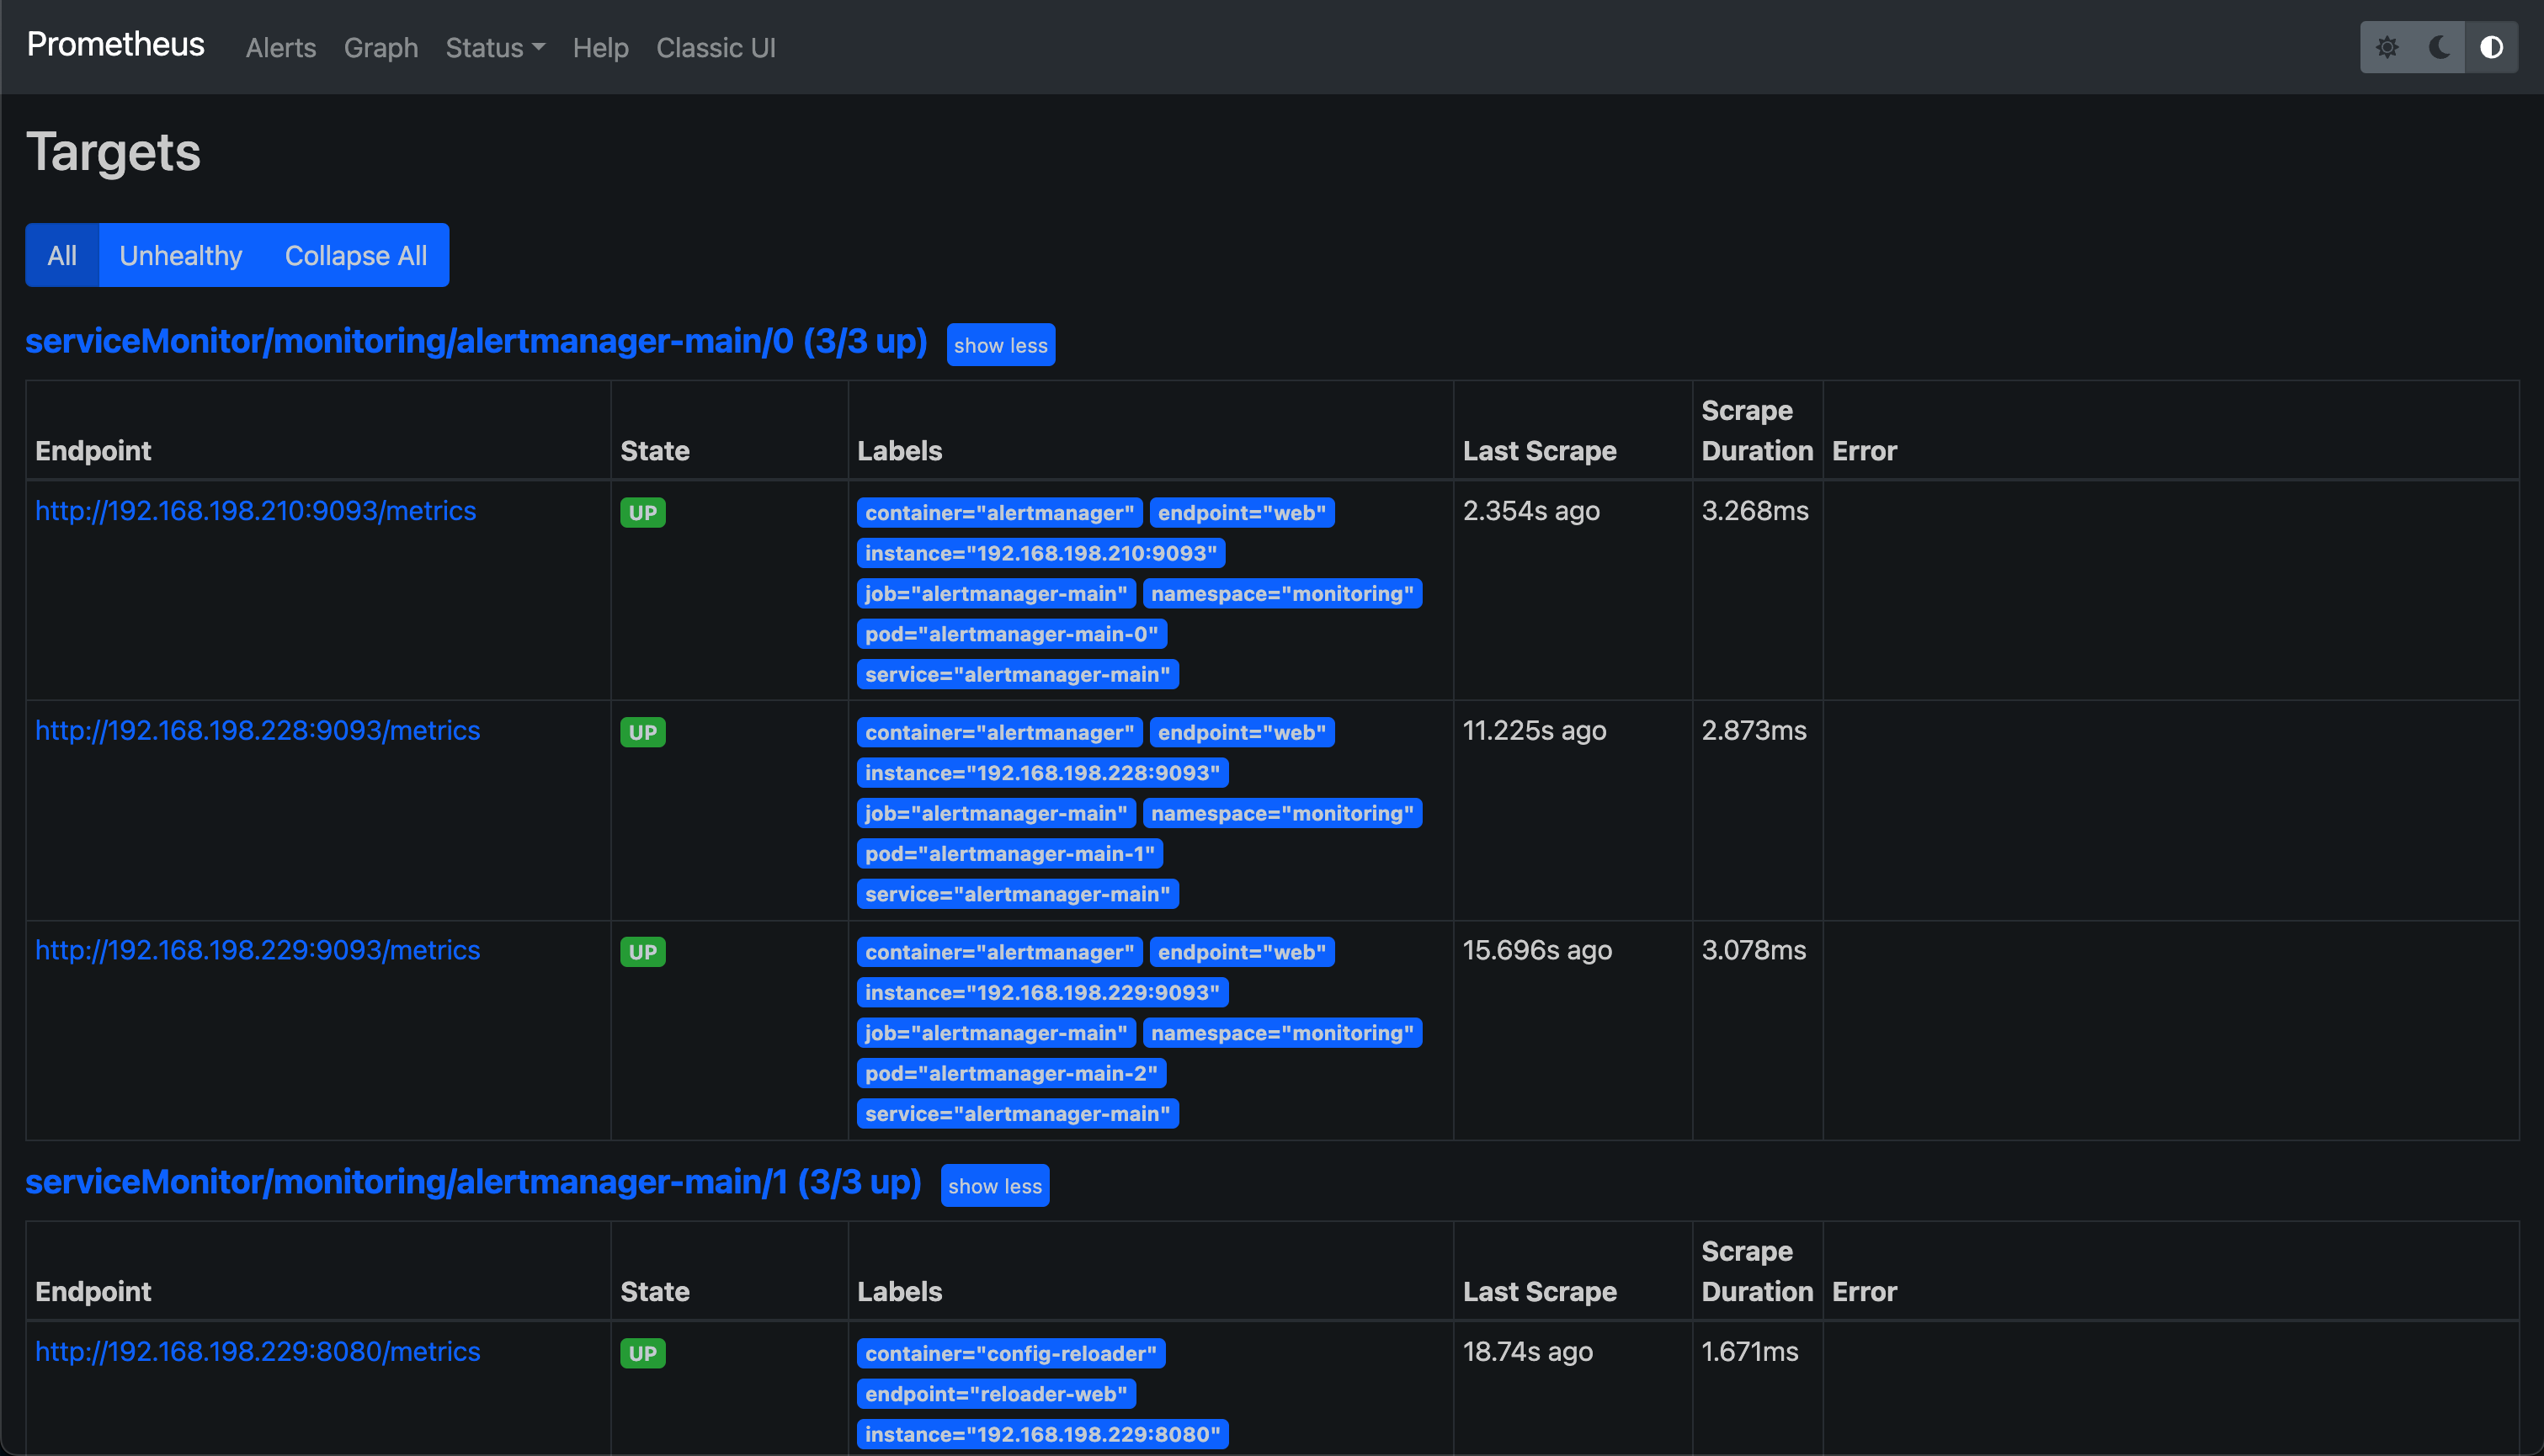 Prometheus Alerts Graph Status Help Classic UI
Targets
All Unhealthy Collapse All
serviceMonitor/monitoring/alertmanager-main/0 (3/3 up) show less
Endpoint State Labels Last Scrape Scrape Duration Error
http://192.168.198.210:9093/metrics UP container="alertmanager" endpoint="web" 2.354s ago 3.268ms
instance="192.168.198.210:9093"
job="alertmanager-main" namespace="monitoring"
pod="alertmanager-main-0"
service="alertmanager-main"
http://192.168.198.228:9093/metrics UP container="alertmanager" endpoint="web" 11.225s ago 2.873ms
instance="192.168.198.228:9093"
job="alertmanager-main" namespace="monitoring"
pod="alertmanager-main-1"
service="alertmanager-main"
http://192.168.198.229:9093/metrics UP container="alertmanager" endpoint="web" 15.696s ago 3.078ms
instance="192.168.198.229:9093"
job="alertmanager-main" namespace="monitoring"
pod="alertmanager-main-2"
service="alertmanager-main"
serviceMonitor/monitoring/alertmanager-main/1 (3/3 up) show less
Endpoint State Labels Last Scrape Scrape Duration Error
http://192.168.198.229:8080/metrics UP container="config-reloader" 18.74s ago 1.671ms
endpoint="reloader-web"
instance="192.168.198.229:8080"